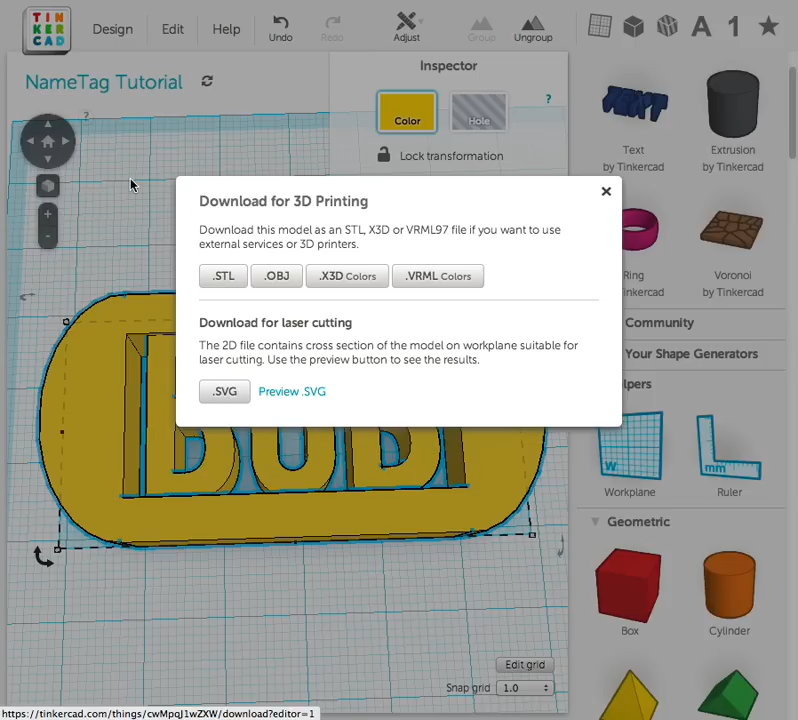 TIN
KER
CAD
Design
Edit
Help
Undo
Redo
Adjust
Group
Ungroup
A
1
NameTag Tutorial
?
Inspector
Color
Hole
?
Lock transformation
+
-
Text
by Tinkercad
Extrusion
by Tinkercad
Ring
inkercad
Voronoi
by Tinkercad
Download for 3D Printing
Download this model as an STL, X3D or VRML97 file if you want to use
external services or 3D printers.
.STL
.OBJ
.X3D Colors
.VRML Colors
Download for laser cutting
The 2D file contains cross section of the model on workplane suitable for
laser cutting. Use the preview button to see the results.
.SVG
Preview .SVG
Community
Your Shape Generators
elpers
W
Workplane
mm
Ruler
Geometric
Box
Cylinder
Edit grid
Snap grid
1.0
https://tinkercad.com/things/cwMpqJ1wZXW/download?editor=1